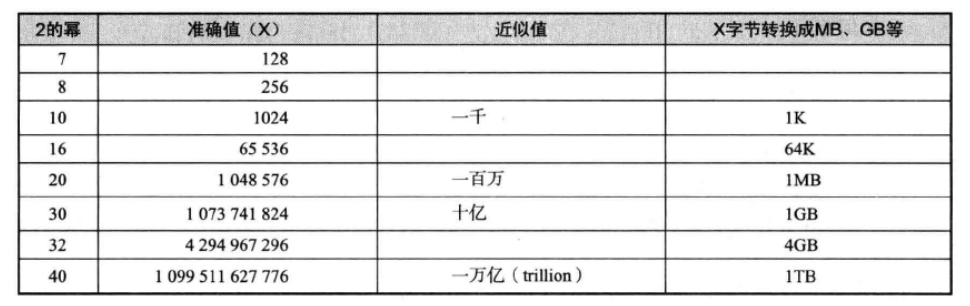 2的幂 准确值（X） 近似值 X字节转换成MB、GB等
7 128
8 256
10 1024 一千 1K
16 65 536 64K
20 1 048 576 一百万 1MB
30 1 073 741 824 十亿 1GB
32 4 294 967 296 4GB
40 1 099 511 627 776 一万亿（trillion） 1TB